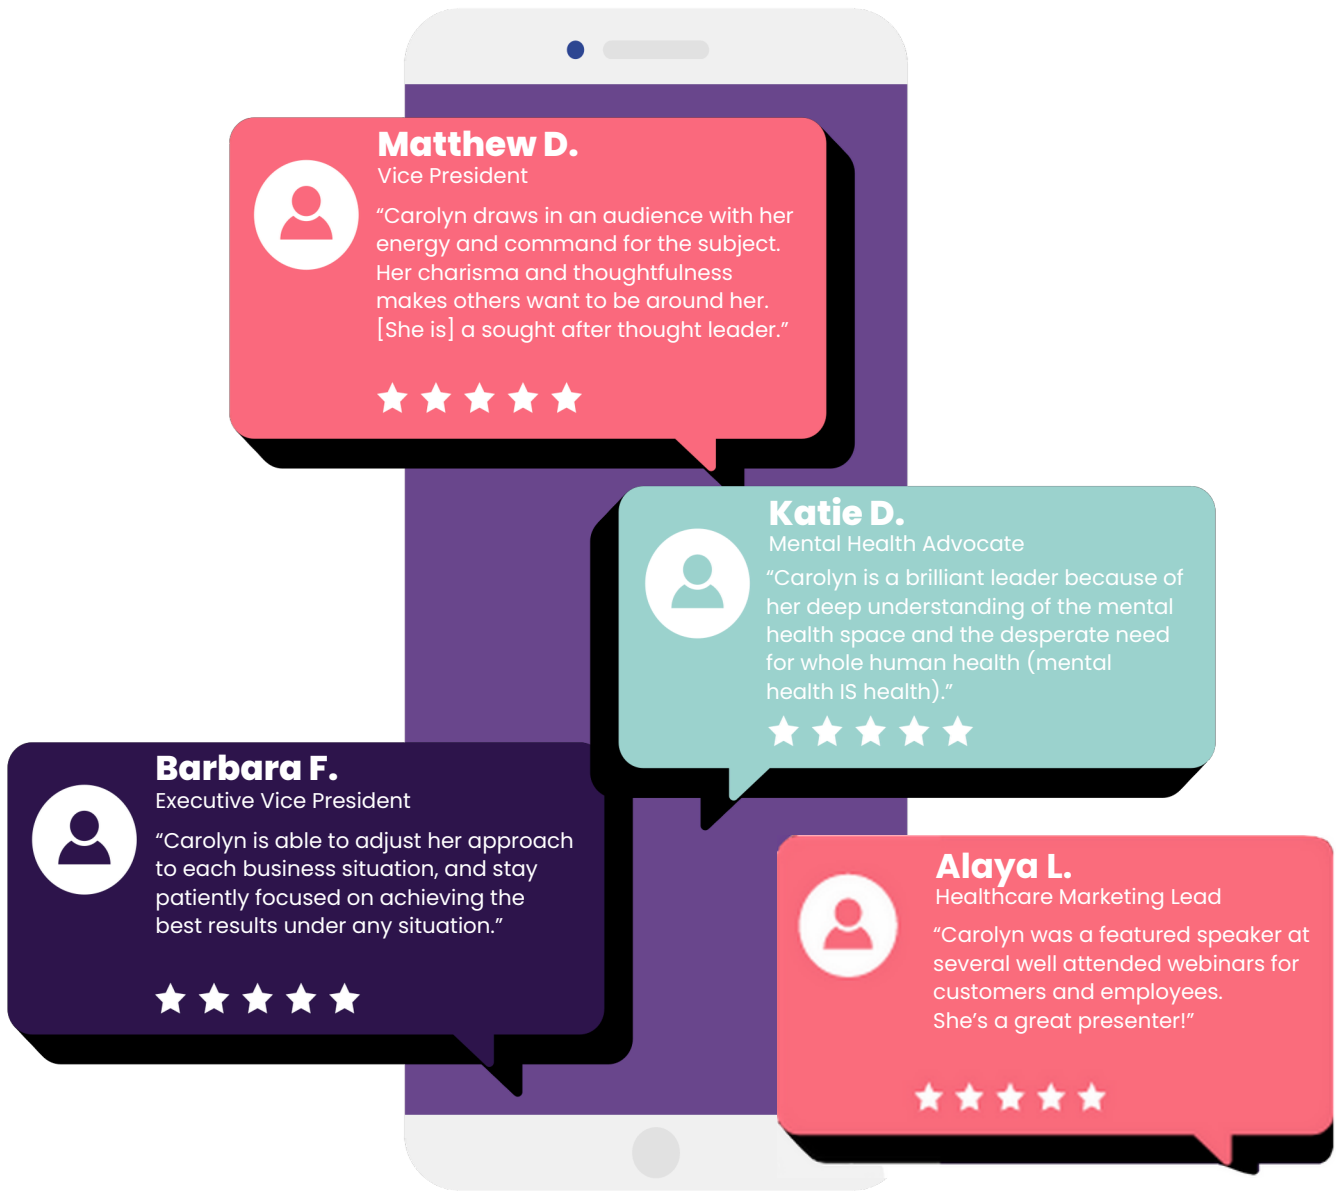 Matthew D.
Vice President
“Carolyn draws in an audience with her
energy and command for the subject.
Her charisma and thoughtfulness
makes others want to be around her.
[She is] a sought after thought leader.”
Katie D.
Mental Health Advocate
“Carolyn is a brilliant leader because of
her deep understanding of the mental
health space and the desperate need
for whole human health (mental
health IS health).”
Barbara F.
Executive Vice President
“Carolyn is able to adjust her approach
to each business situation, and stay
patiently focused on achieving the
best results under any situation.”
Alaya L.
Healthcare Marketing Lead
“Carolyn was a featured speaker at
several well attended webinars for
customers and employees.
She’s a great presenter!”